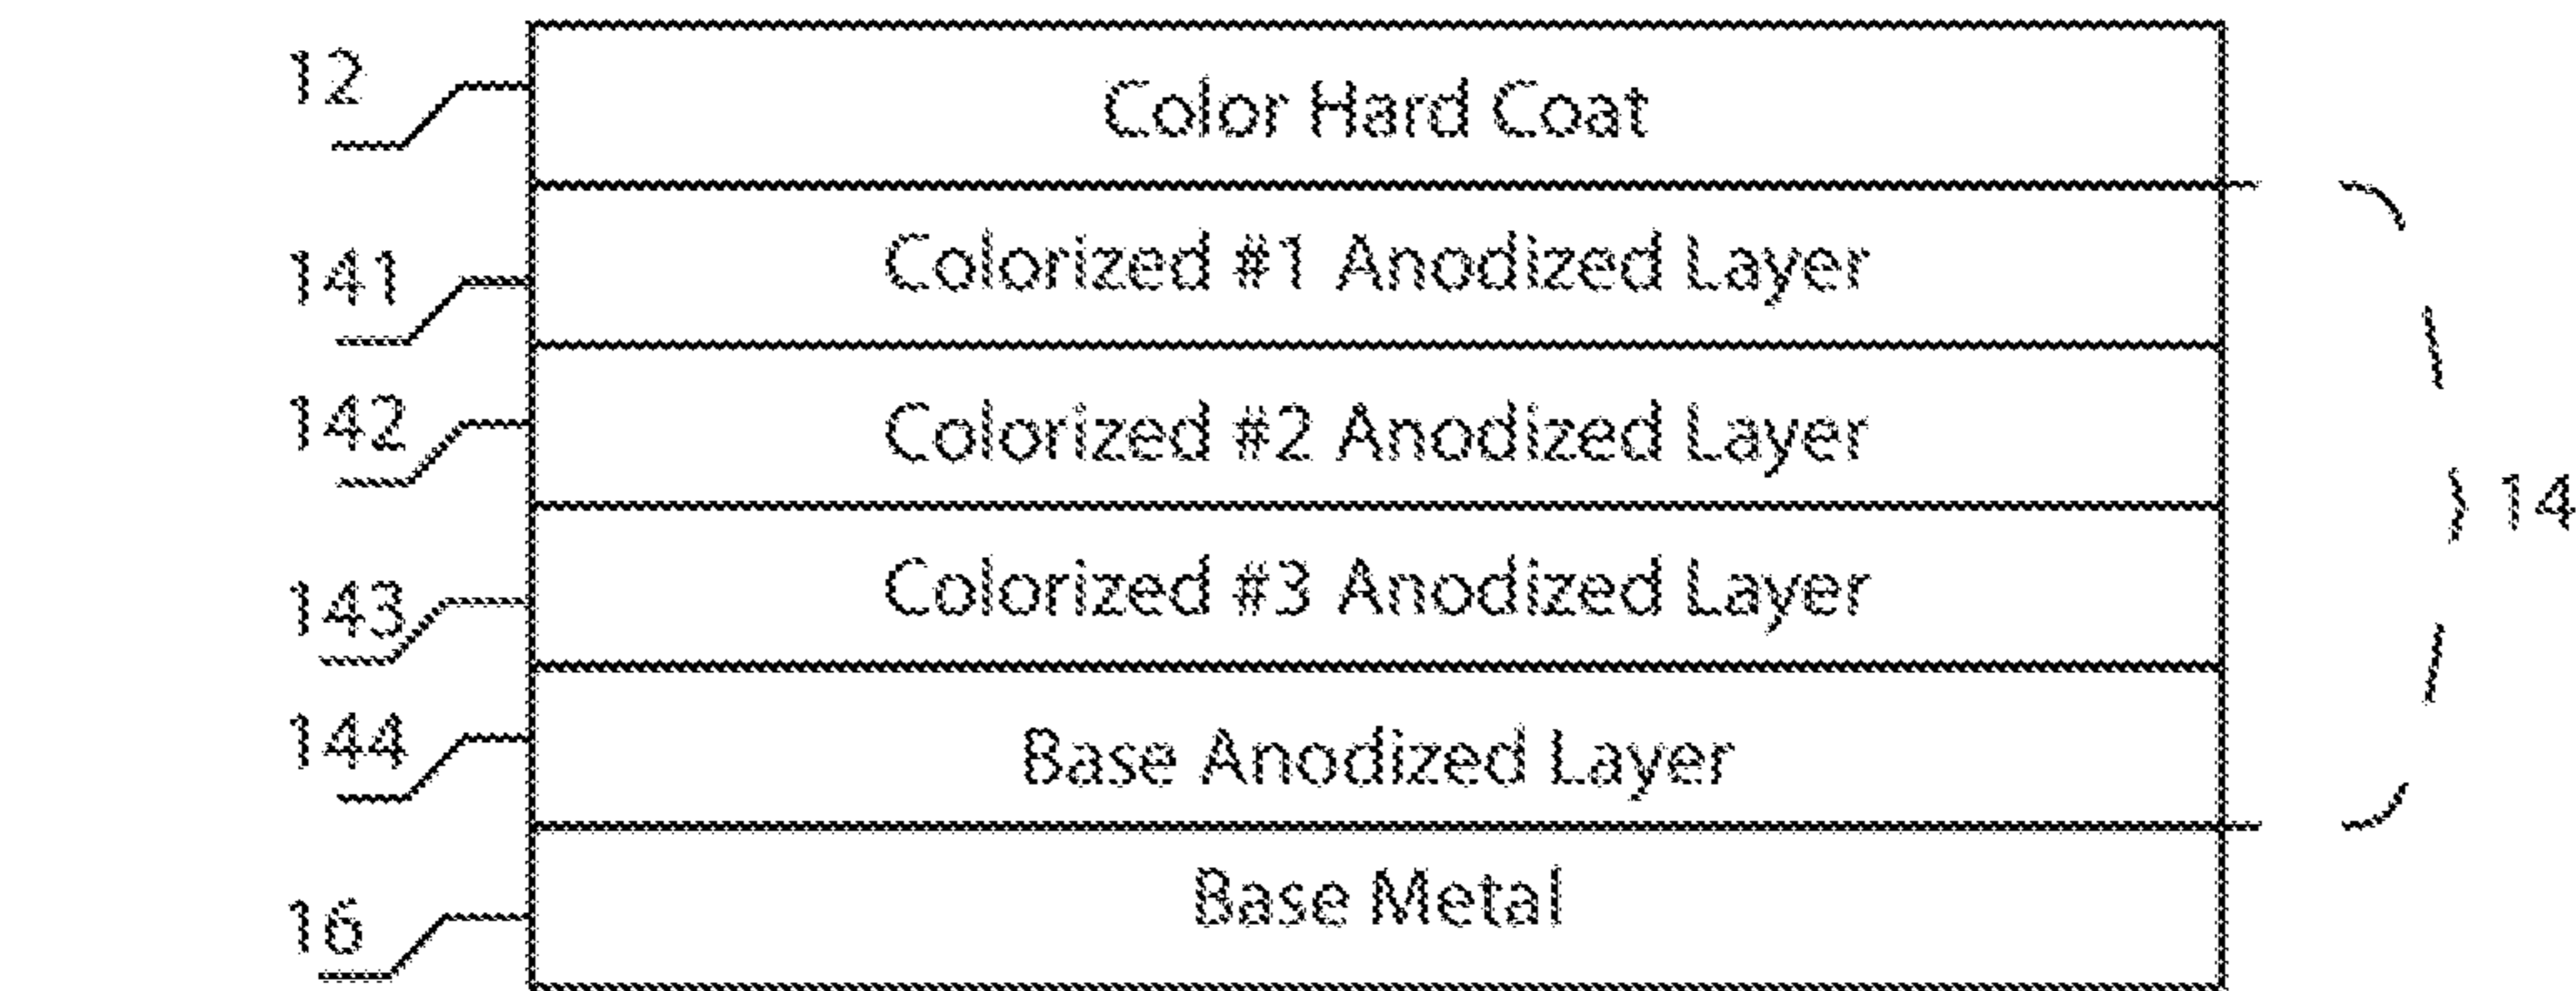 12 Color Hard Coat
141 Colorized #1 Anodized Layer
142 Colorized #2 Anodized Layer
14
143 Colorized #3 Anodized Layer
144 Base Anodized Layer
16 Base Metal